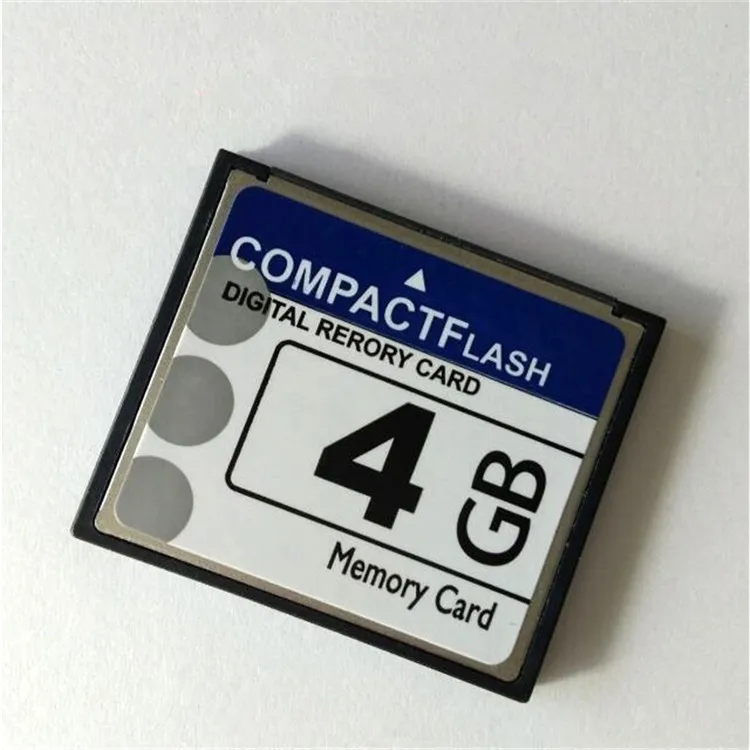 COMPACTFLASH
DIGITAL RERORY CARD
4 GB
Memory Card